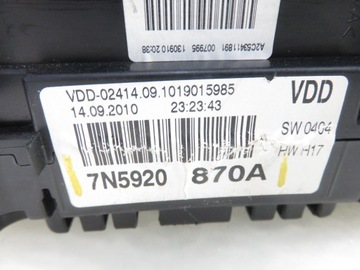 A2C53411891 007995 130910 20:38
VDD-02414.09.1019015985
14.09.2010 23:23:43
VDD
SW 0404
HW H17
7N5920 870A